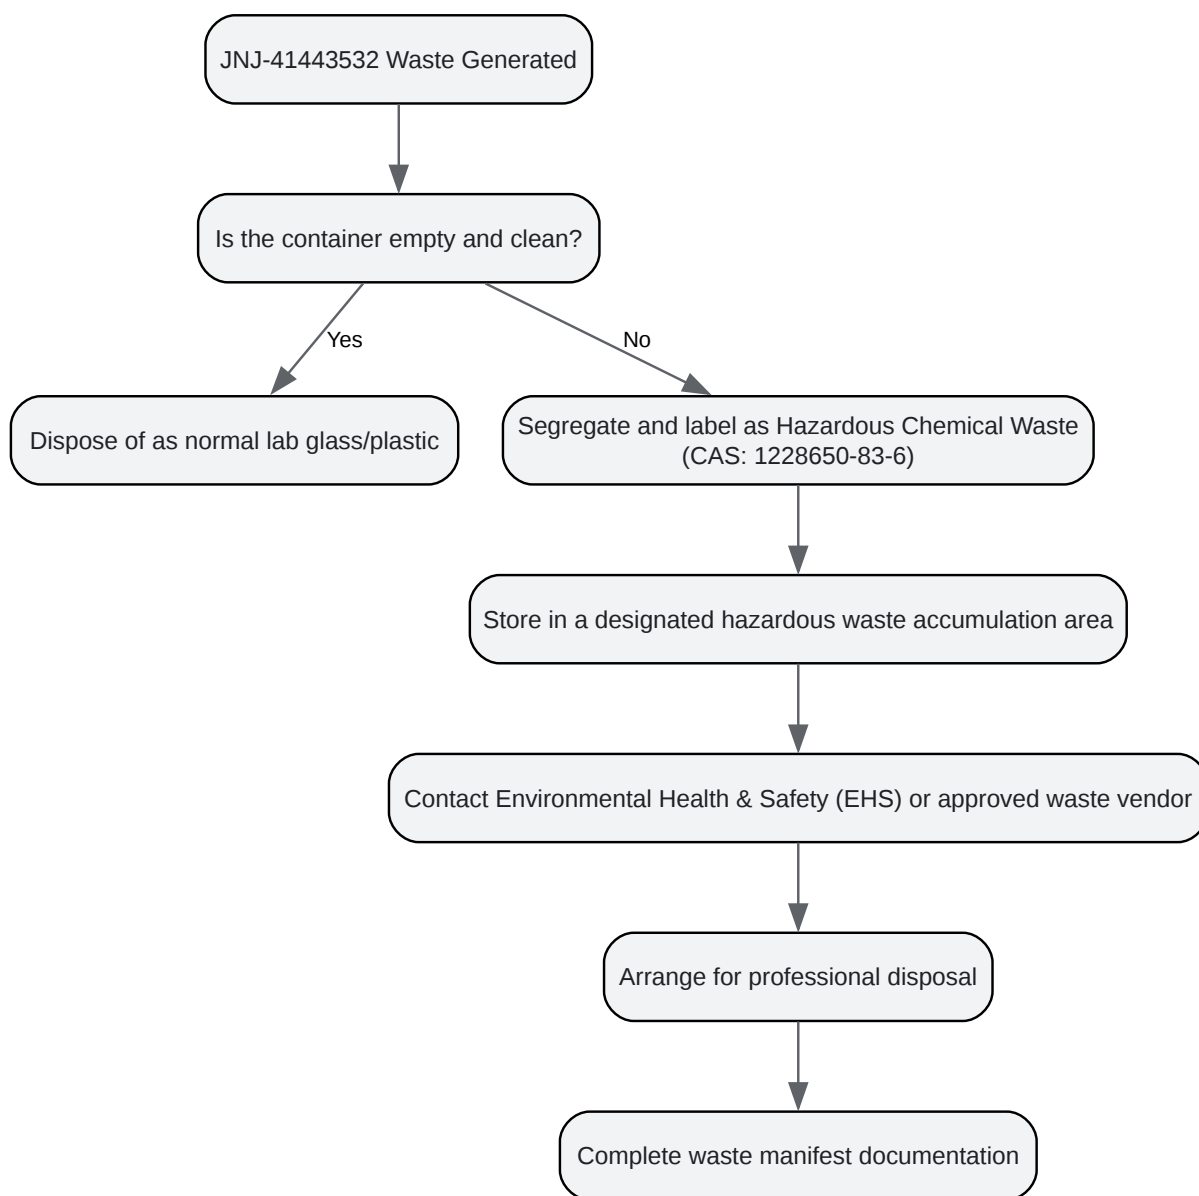 JNJ-41443532 Waste Generated
Is the container empty and clean?
Yes
No
Dispose of as normal lab glass/plastic
Segregate and label as Hazardous Chemical Waste
(CAS: 1228650-83-6)
Store in a designated hazardous waste accumulation area
Contact Environmental Health & Safety (EHS) or approved waste vendor
Arrange for professional disposal
Complete waste manifest documentation